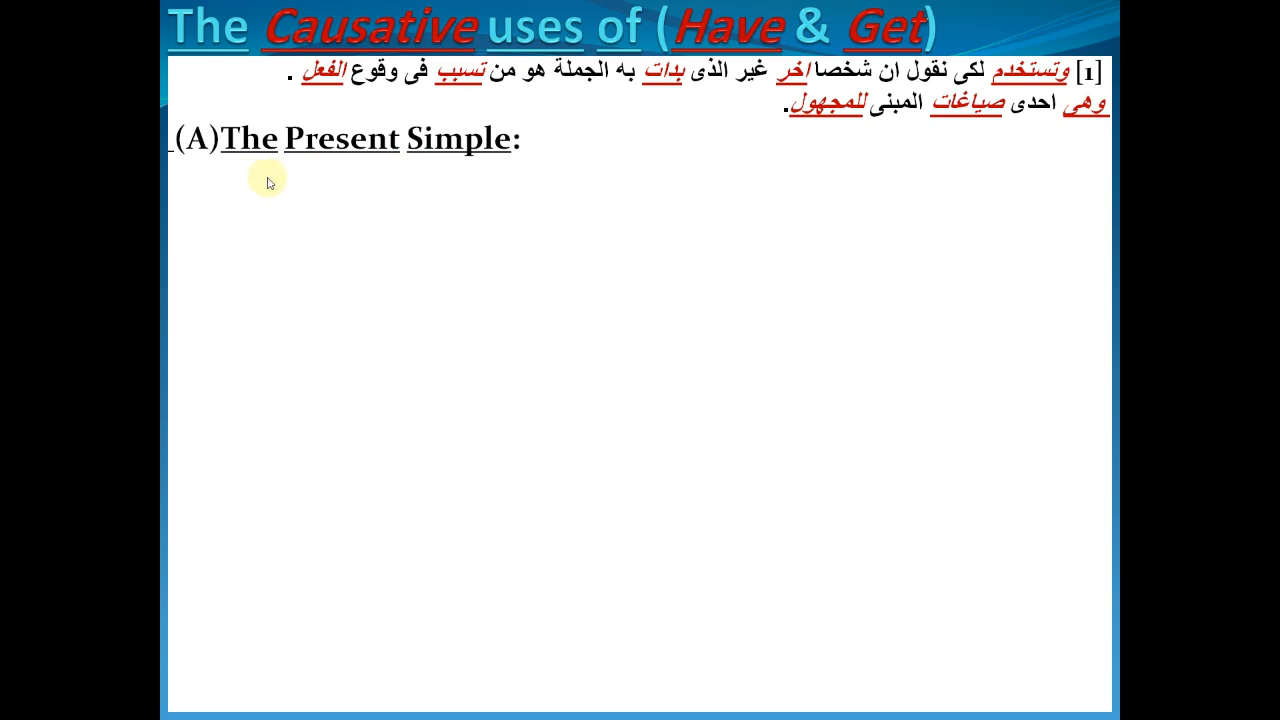 The Causative uses of (Have & Get)
[1] وتستخدم لكى نقول ان شخصا اخر غير الذى بدات به الجملة هو من تسبب فى وقوع الفعل .
وهى احدى صياغات المبنى للمجهول.
(A)The Present Simple: